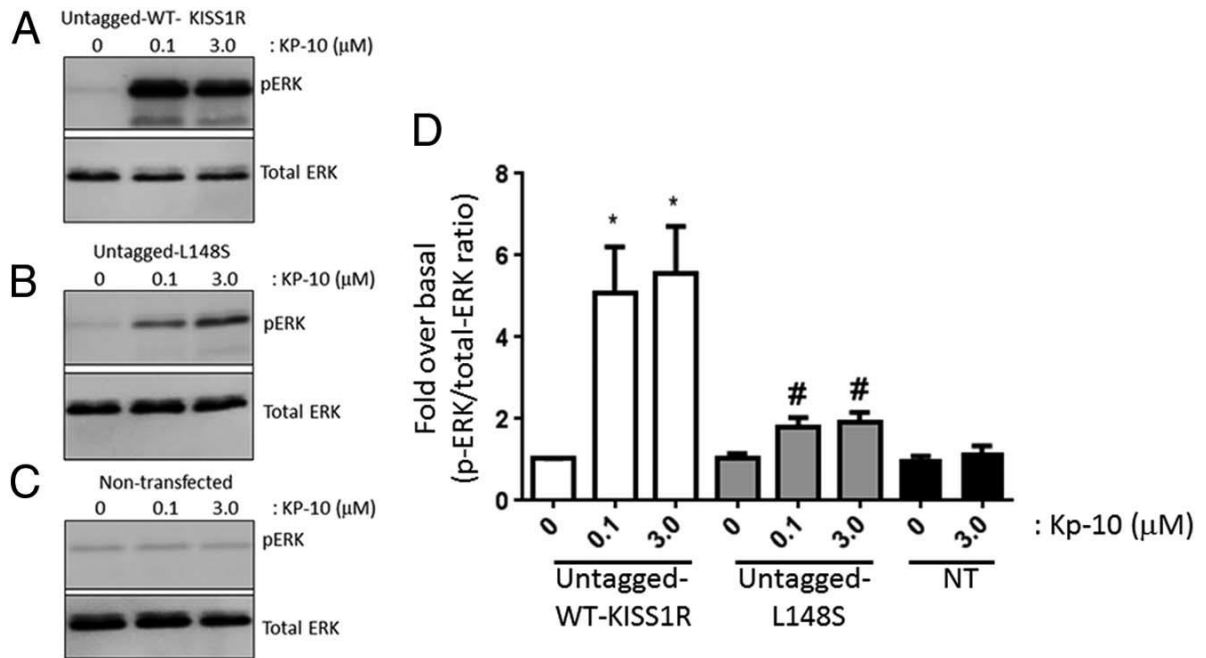 A
Untagged-WT- KISS1R
0 0.1 3.0 : KP-10 (μM)
pERK
Total ERK
B
Untagged-L148S
0 0.1 3.0 : KP-10 (μM)
pERK
Total ERK
C
Non-transfected
0 0.1 3.0 : KP-10 (μM)
pERK
Total ERK
D
Fold over basal
(p-ERK/total-ERK ratio)
8
6
4
2
0
* *
# #
0 0.1 3.0 0 0.1 3.0 0 3.0 : Kp-10 (μM)
Untagged- Untagged- NT
WT-KISS1R L148S